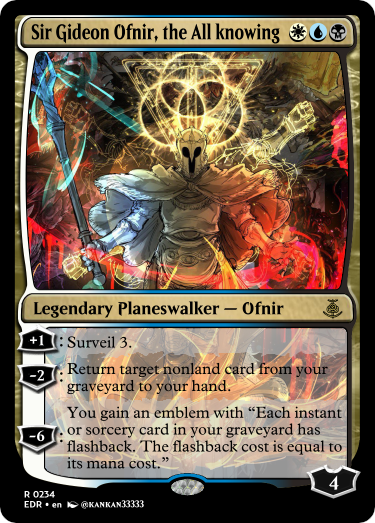 Sir Gideon Ofnir, the All knowing
Legendary Planeswalker — Ofnir
+1: Surveil 3.
-2: Return target nonland card from your
graveyard to your hand.
You gain an emblem with “Each instant
-6: or sorcery card in your graveyard has
flashback. The flashback cost is equal to
its mana cost.”
4
R 0234
EDR • en @KANKAN33333